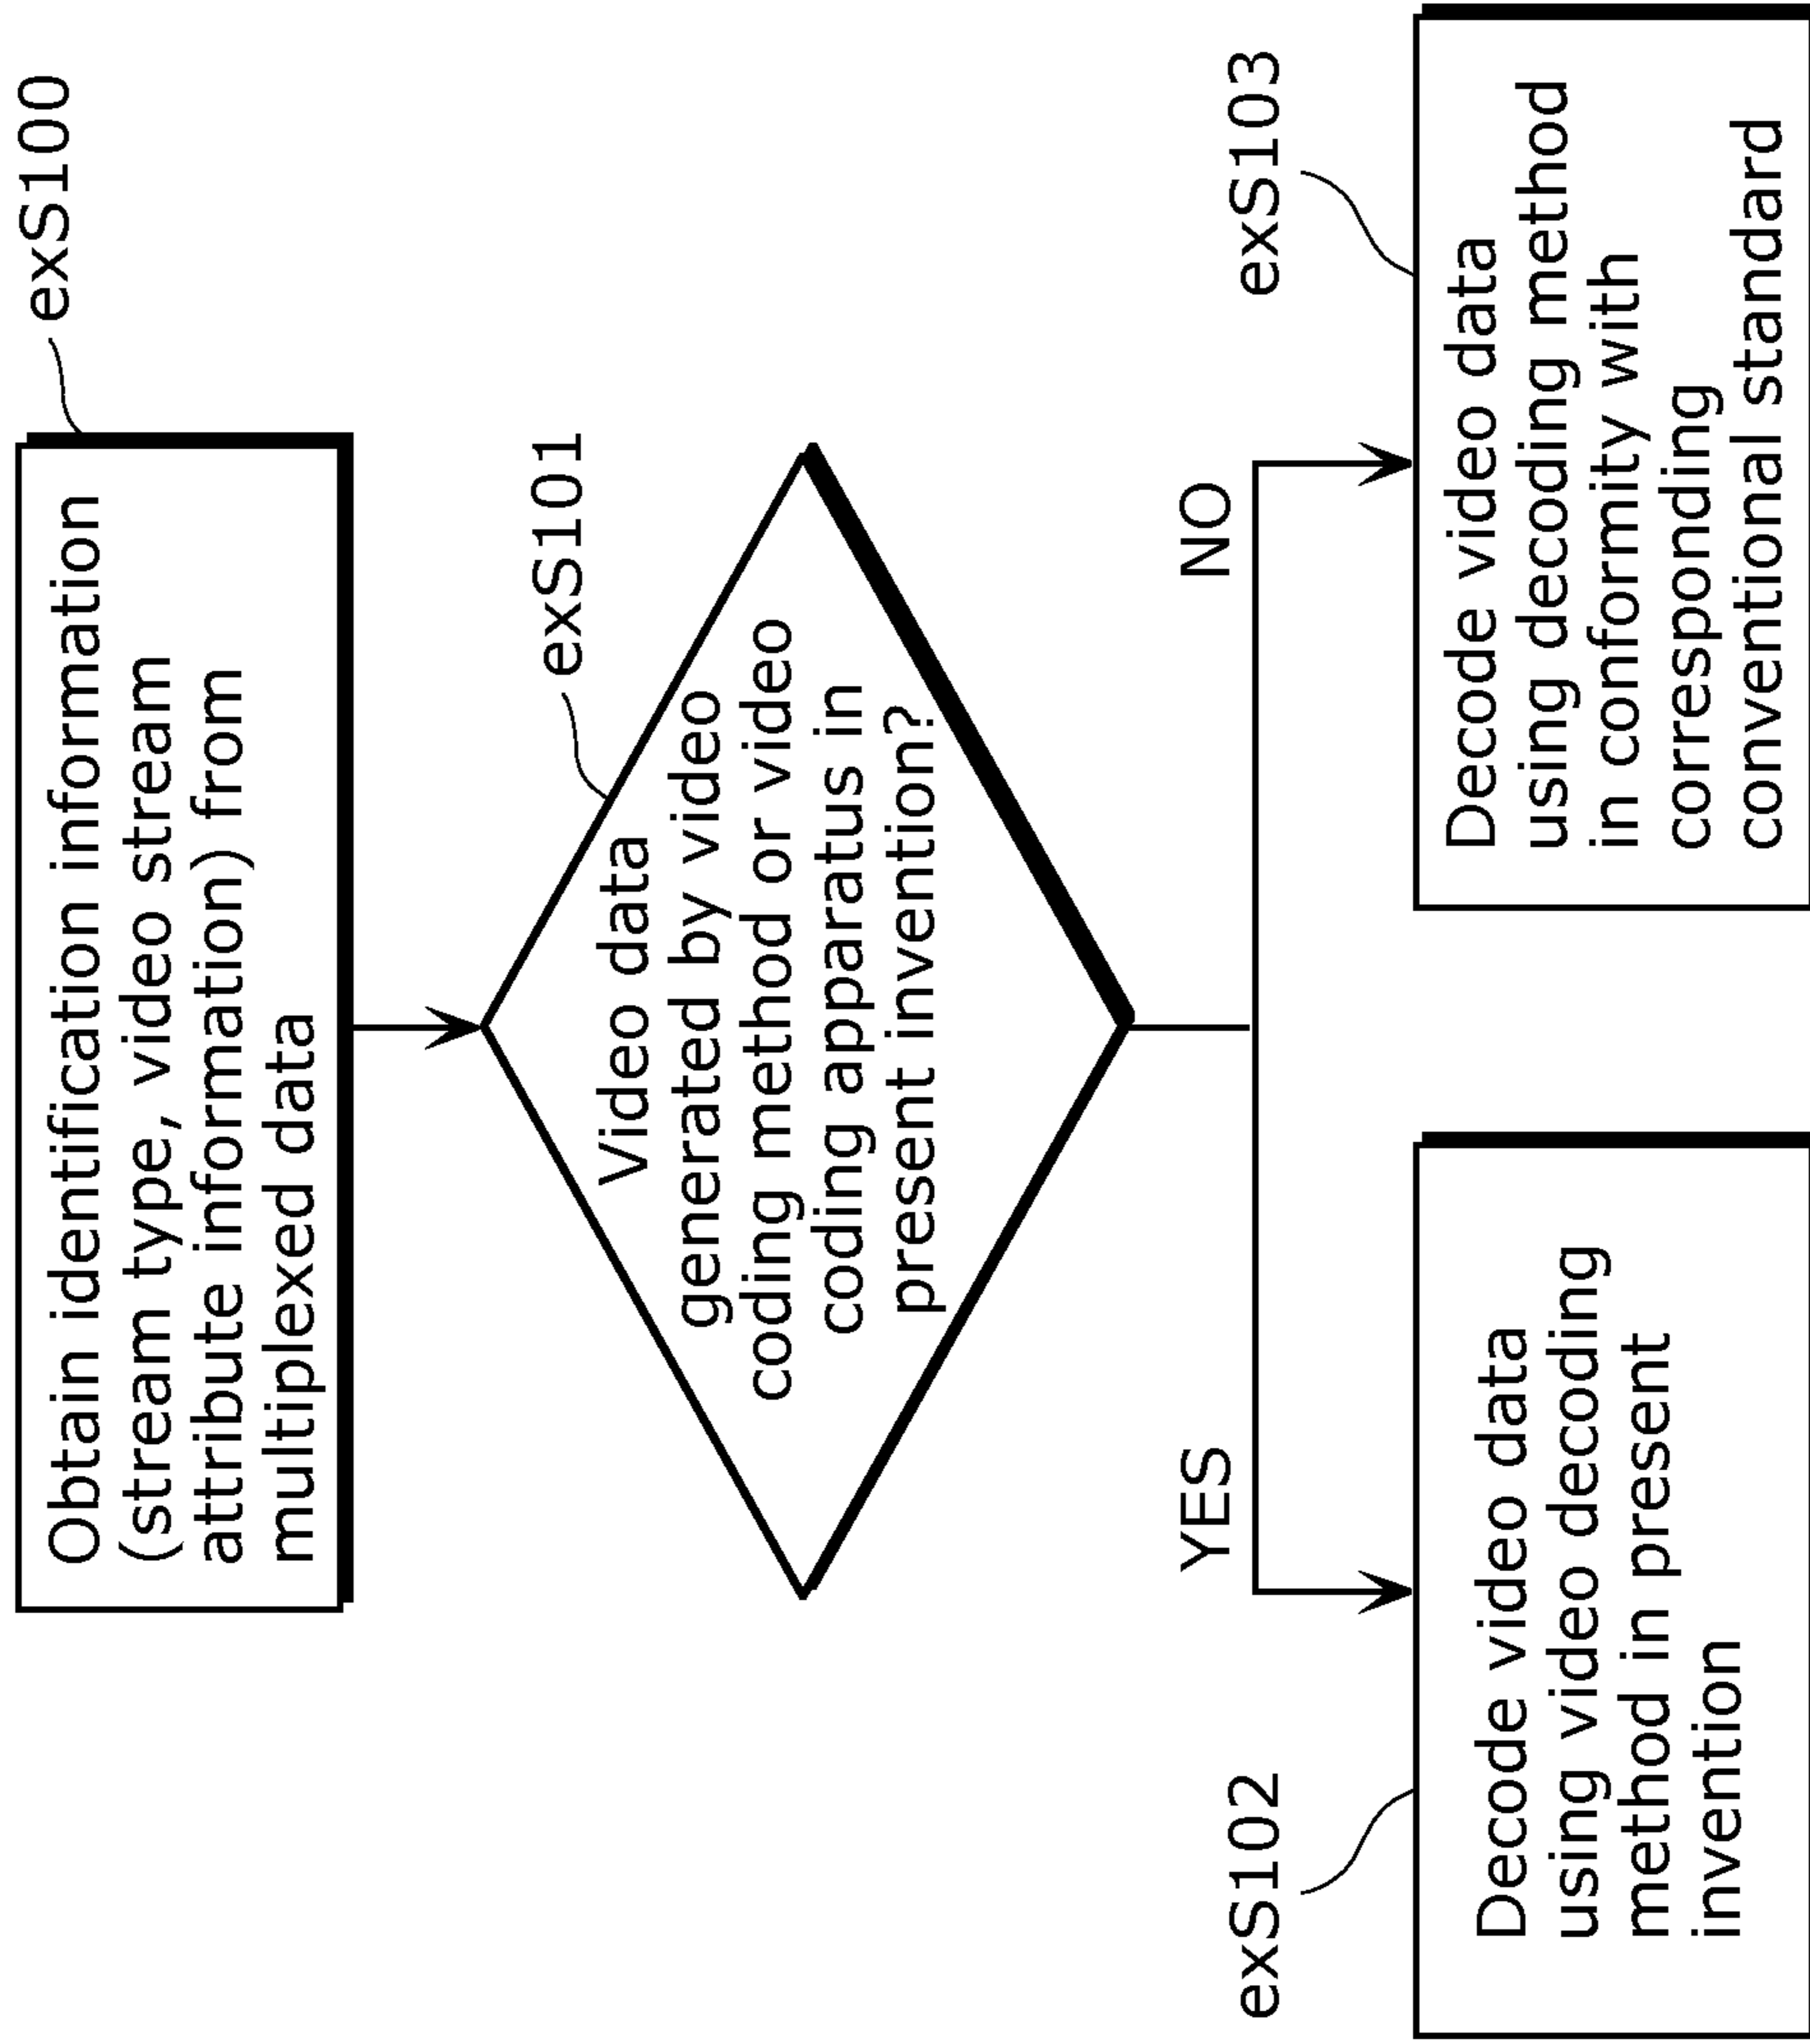 exS100
Obtain identification information
(stream type, video stream
attribute information) from
multiplexed data
exS101
Video data
generated by video
coding method or video
coding apparatus in
present invention?
YES
NO
exS102
exS103
Decode video data
using video decoding
method in present
invention
Decode video data
using decoding method
in conformity with
corresponding
conventional standard